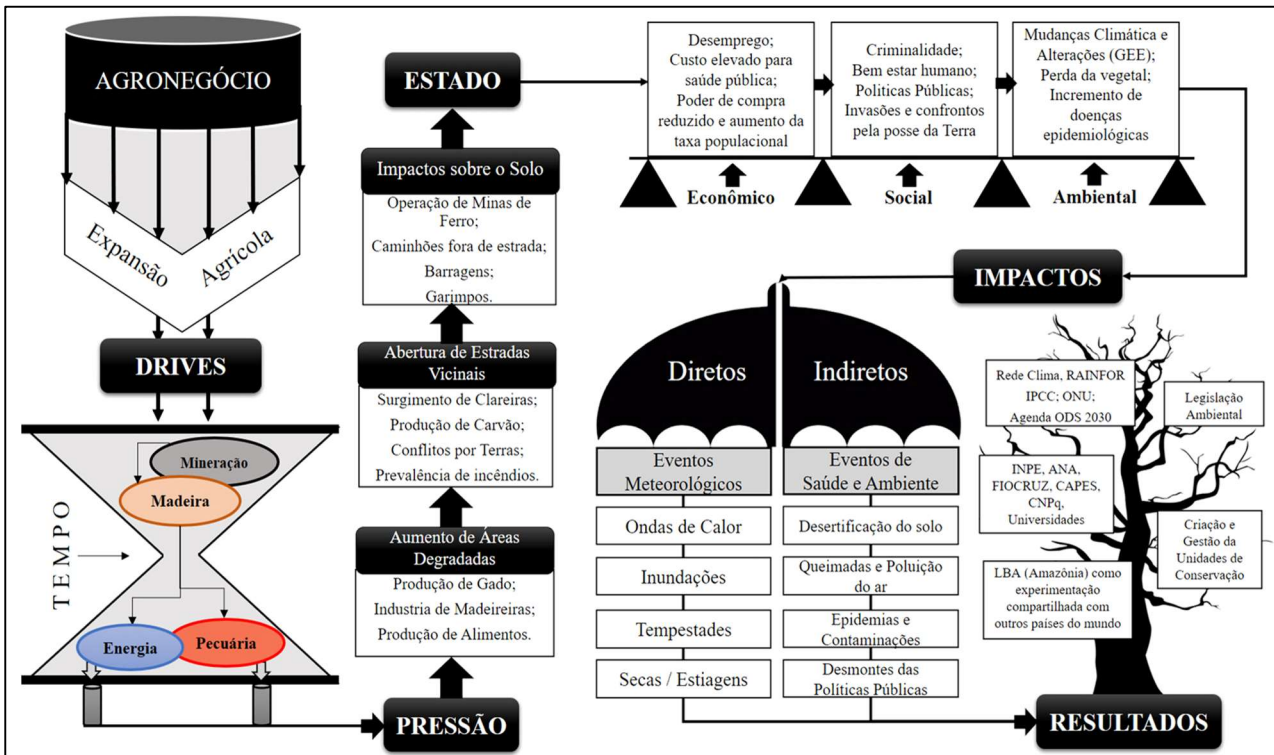 AGRONEGÓCIO
Expansão
Agrícola
DRIVES
Mineração
Madeira
TEMPO
Energia
Pecuária
PRESSÃO
Aumento de Áreas
Degradadas
Produção de Gado;
Industria de Madeireiras;
Produção de Alimentos.
Abertura de Estradas
Vicinais
Surgimento de Clareiras;
Produção de Carvão;
Conflitos por Terras;
Prevalência de incêndios.
Impactos sobre o Solo
Operação de Minas de
Ferro;
Caminhões fora de estrada;
Barragens;
Garimpos.
ESTADO
Desemprego;
Custo elevado para
saúde pública;
Poder de compra
reduzido e aumento da
taxa populacional
Econômico
Criminalidade;
Bem estar humano;
Politicas Públicas;
Invasões e confrontos
pela posse da Terra
Social
Mudanças Climática e
Alterações (GEE);
Perda da vegetal;
Incremento de
doenças
epidemiológicas
Ambiental
IMPACTOS
Diretos
Eventos
Meteorológicos
Ondas de Calor
Inundações
Tempestades
Secas / Estiagens
Indiretos
Eventos de
Saúde e Ambiente
Desertificação do solo
Queimadas e Poluição
do ar
Epidemias e
Contaminações
Desmontes das
Políticas Públicas
RESULTADOS
Rede Clima, RAINFOR
IPCC; ONU;
Agenda ODS 2030
Legislação
Ambiental
INPE, ANA,
FIOCRUZ, CAPES,
CNPq,
Universidades
Criação e
Gestão da
Unidades de
Conservação
LBA (Amazônia) como
experimentação
compartilhada com
outros países do mundo